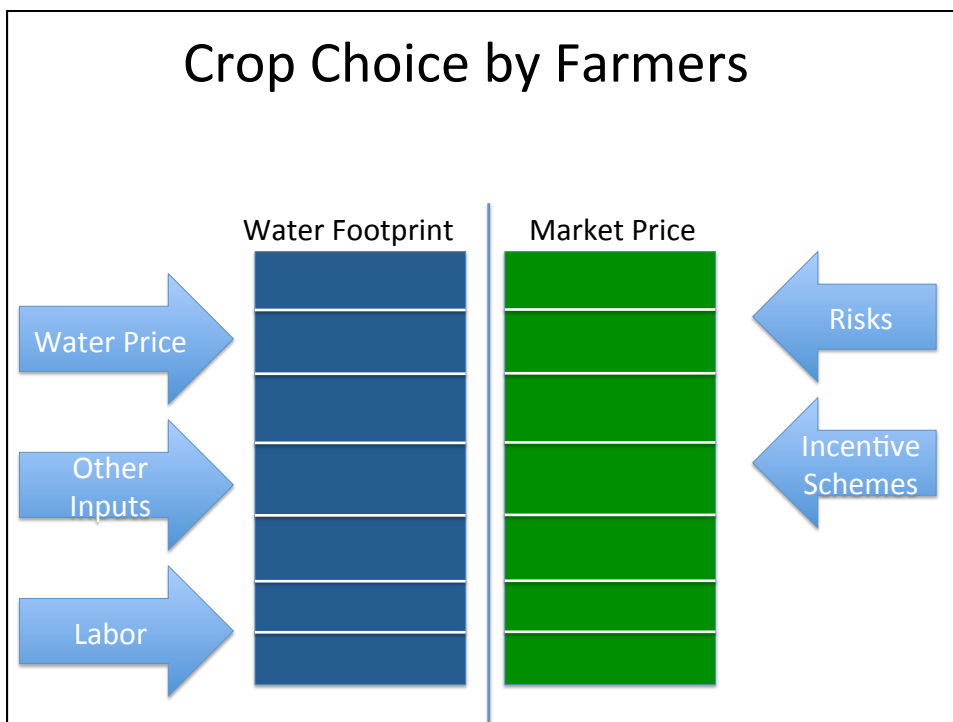 Crop Choice by Farmers
Water Footprint
Market Price
Water Price
Other
Inputs
Labor
Risks
Incentive
Schemes